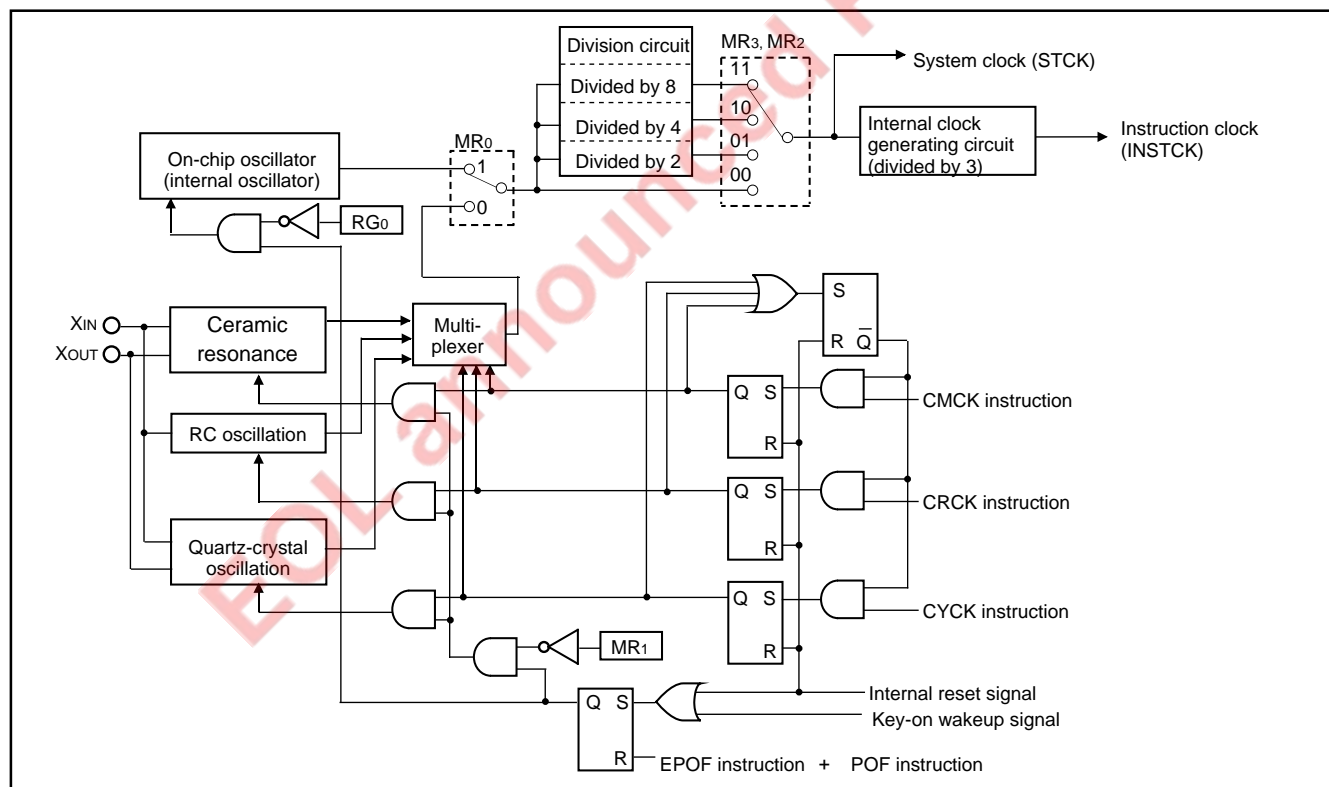 Division circuit
MR3, MR2
11
System clock (STCK)
Divided by 8
10
Divided by 4
01
Divided by 2
00
Internal clock
generating circuit
(divided by 3)
Instruction clock
(INSTCK)
On-chip oscillator
(internal oscillator)
MR0
1
0
RG0
XIN
XOUT
Ceramic
resonance
Multi-
plexer
S
R Q
Q S
R
CMCK instruction
RC oscillation
Q S
R
CRCK instruction
Quartz-crystal
oscillation
Q S
R
CYCK instruction
MR1
Internal reset signal
Key-on wakeup signal
Q S
R
EPOF instruction + POF instruction
EOL announced